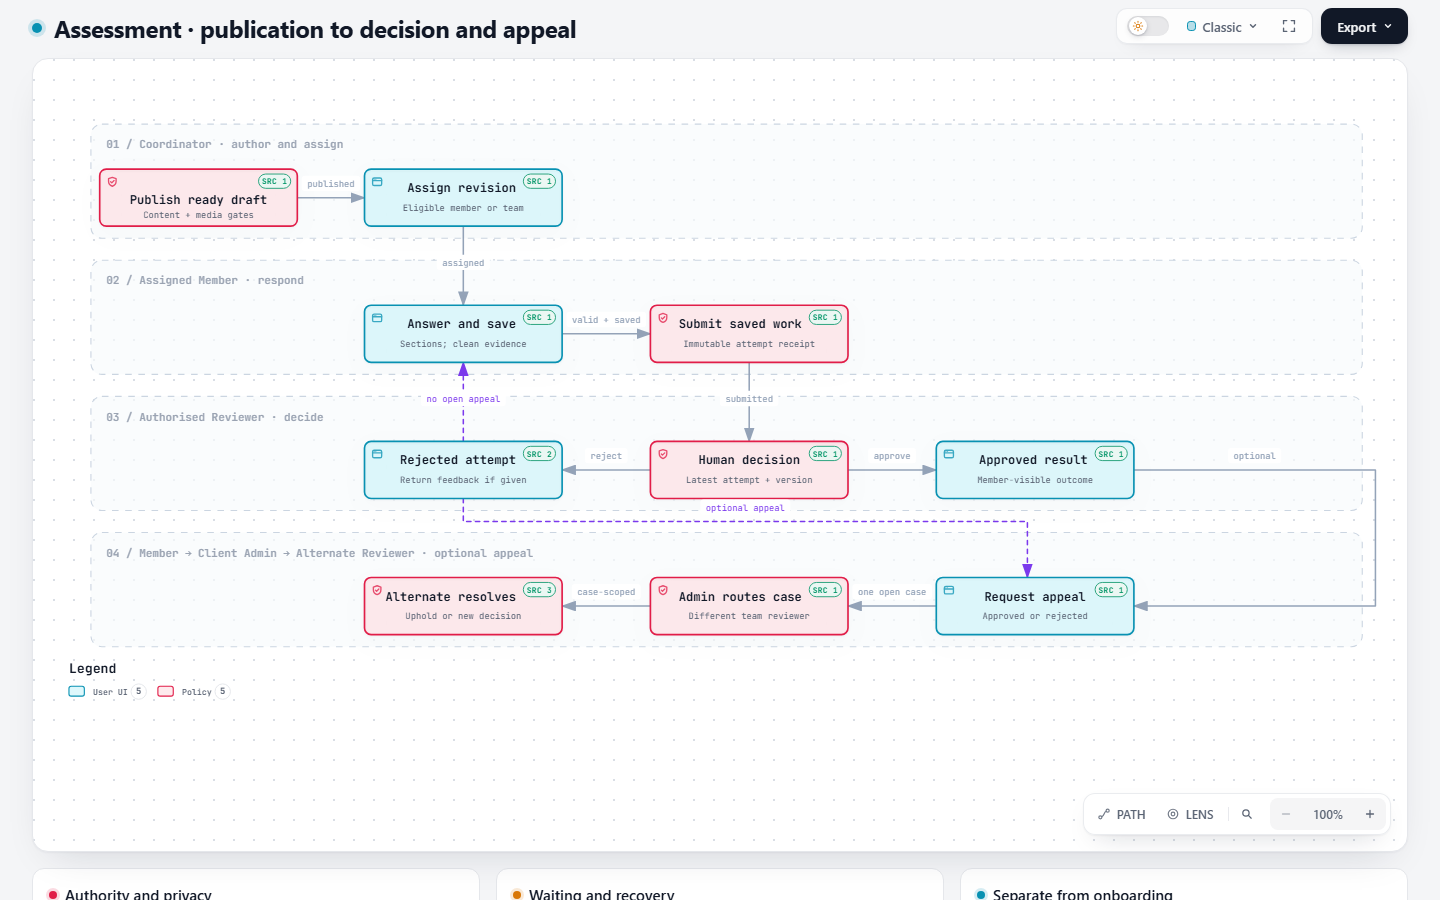 Assessment · publication to decision and appeal
Classic
Export
01 / Coordinator · author and assign
SRC 1
Publish ready draft
Content + media gates
published
SRC 1
Assign revision
Eligible member or team
assigned
02 / Assigned Member · respond
SRC 1
Answer and save
Sections; clean evidence
valid + saved
SRC 1
Submit saved work
Immutable attempt receipt
no open appeal
submitted
03 / Authorised Reviewer · decide
SRC 2
Rejected attempt
Return feedback if given
reject
SRC 1
Human decision
Latest attempt + version
approve
SRC 1
Approved result
Member-visible outcome
optional
optional appeal
04 / Member → Client Admin → Alternate Reviewer · optional appeal
SRC 3
Alternate resolves
Uphold or new decision
case-scoped
SRC 1
Admin routes case
Different team reviewer
one open case
SRC 1
Request appeal
Approved or rejected
Legend
User UI 5
Policy 5
PATH
LENS
− 100% +
Authority and privacy
Waiting and recovery
Separate from onboarding